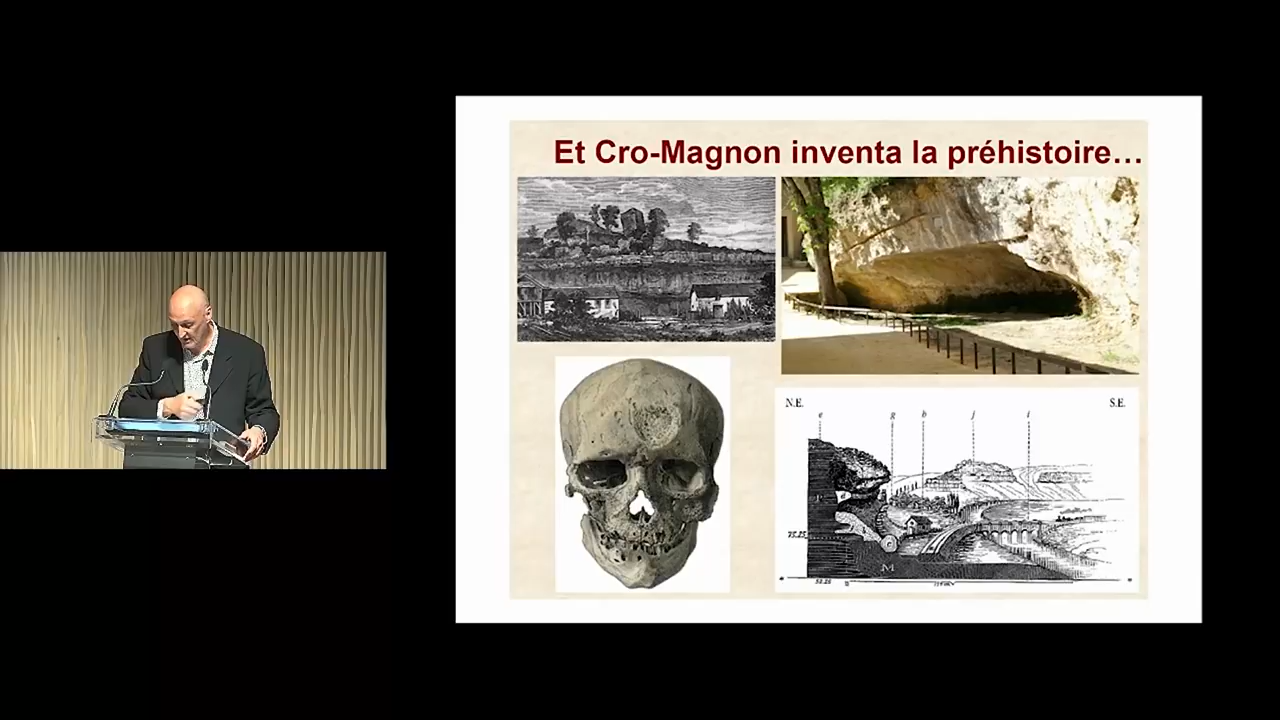 Et Cro-Magnon inventa la préhistoire…
N.E.
S.E.
e
g
b
j
i
M